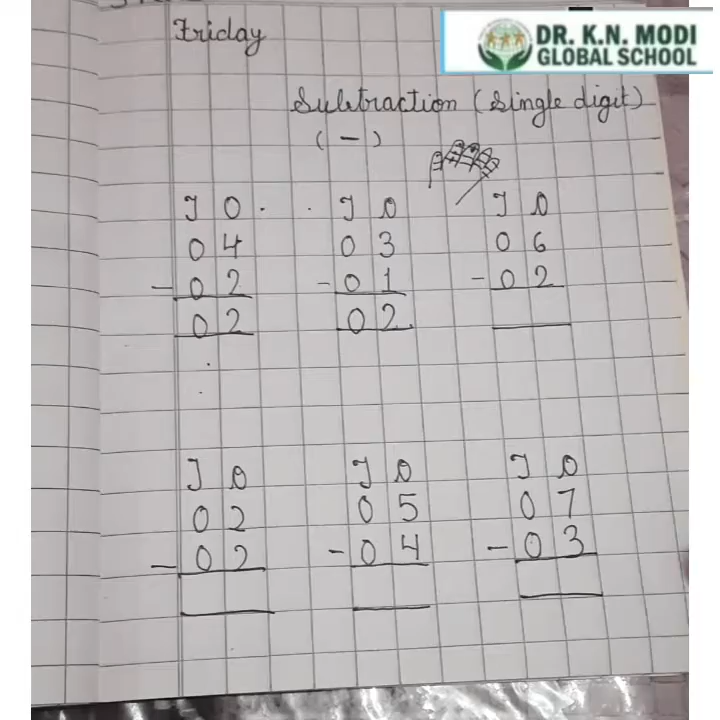 Friday
DR. K.N. MODI
GLOBAL SCHOOL
Subtraction (Single digit)
(-)
T O . . T O T O
0 4 0 3 0 6
- 0 2 - 0 1 - 0 2
0 2 0 2
T O T O T O
0 2 0 5 0 7
- 0 2 - 0 4 - 0 3